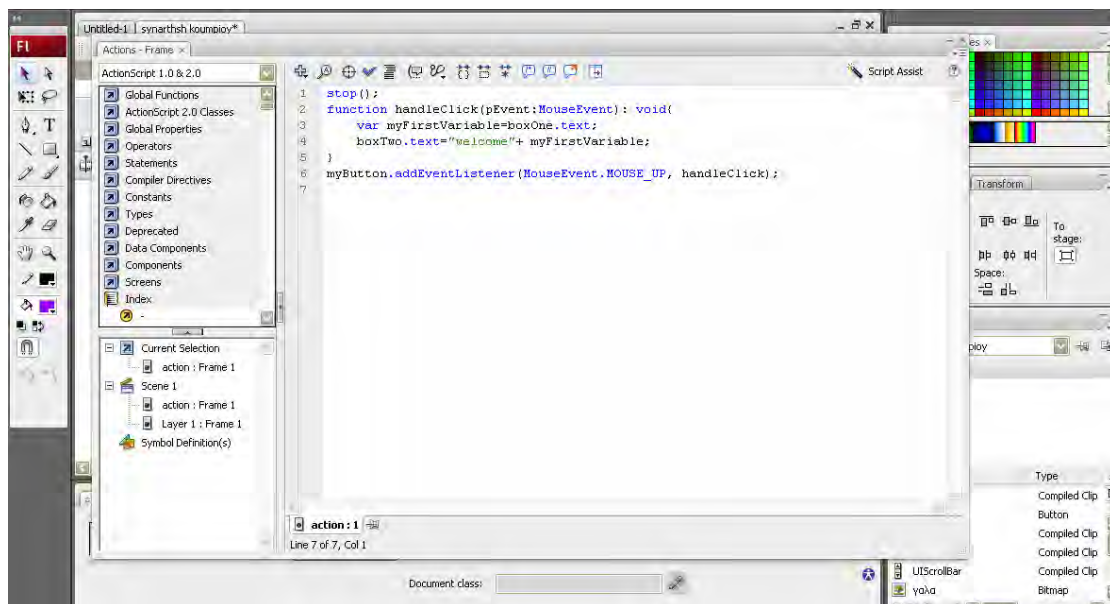 Untitled-1 synarthsh koumpioy*
Fl
Actions - Frame ×
es ×
ActionScript 1.0 & 2.0
Script Assist
Global Functions
ActionScript 2.0 Classes
Global Properties
Operators
Statements
Compiler Directives
Constants
Types
Deprecated
Data Components
Components
Screens
Index
-
1 stop();
2 function handleClick(pEvent:MouseEvent): void{
3 var myFirstVariable=boxOne.text;
4 boxTwo.text="welcome"+ myFirstVariable;
5 }
6 myButton.addEventListener(MouseEvent.MOUSE_UP, handleClick);
7
Transform
To
stage:
Space:
pioy
Current Selection
action : Frame 1
Scene 1
action : Frame 1
Layer 1 : Frame 1
Symbol Definition(s)
action : 1
Line 7 of 7, Col 1
Document class:
Type
Compiled Clip
Button
Compiled Clip
Compiled Clip
UIScrollBar Compiled Clip
γαλα Bitmap